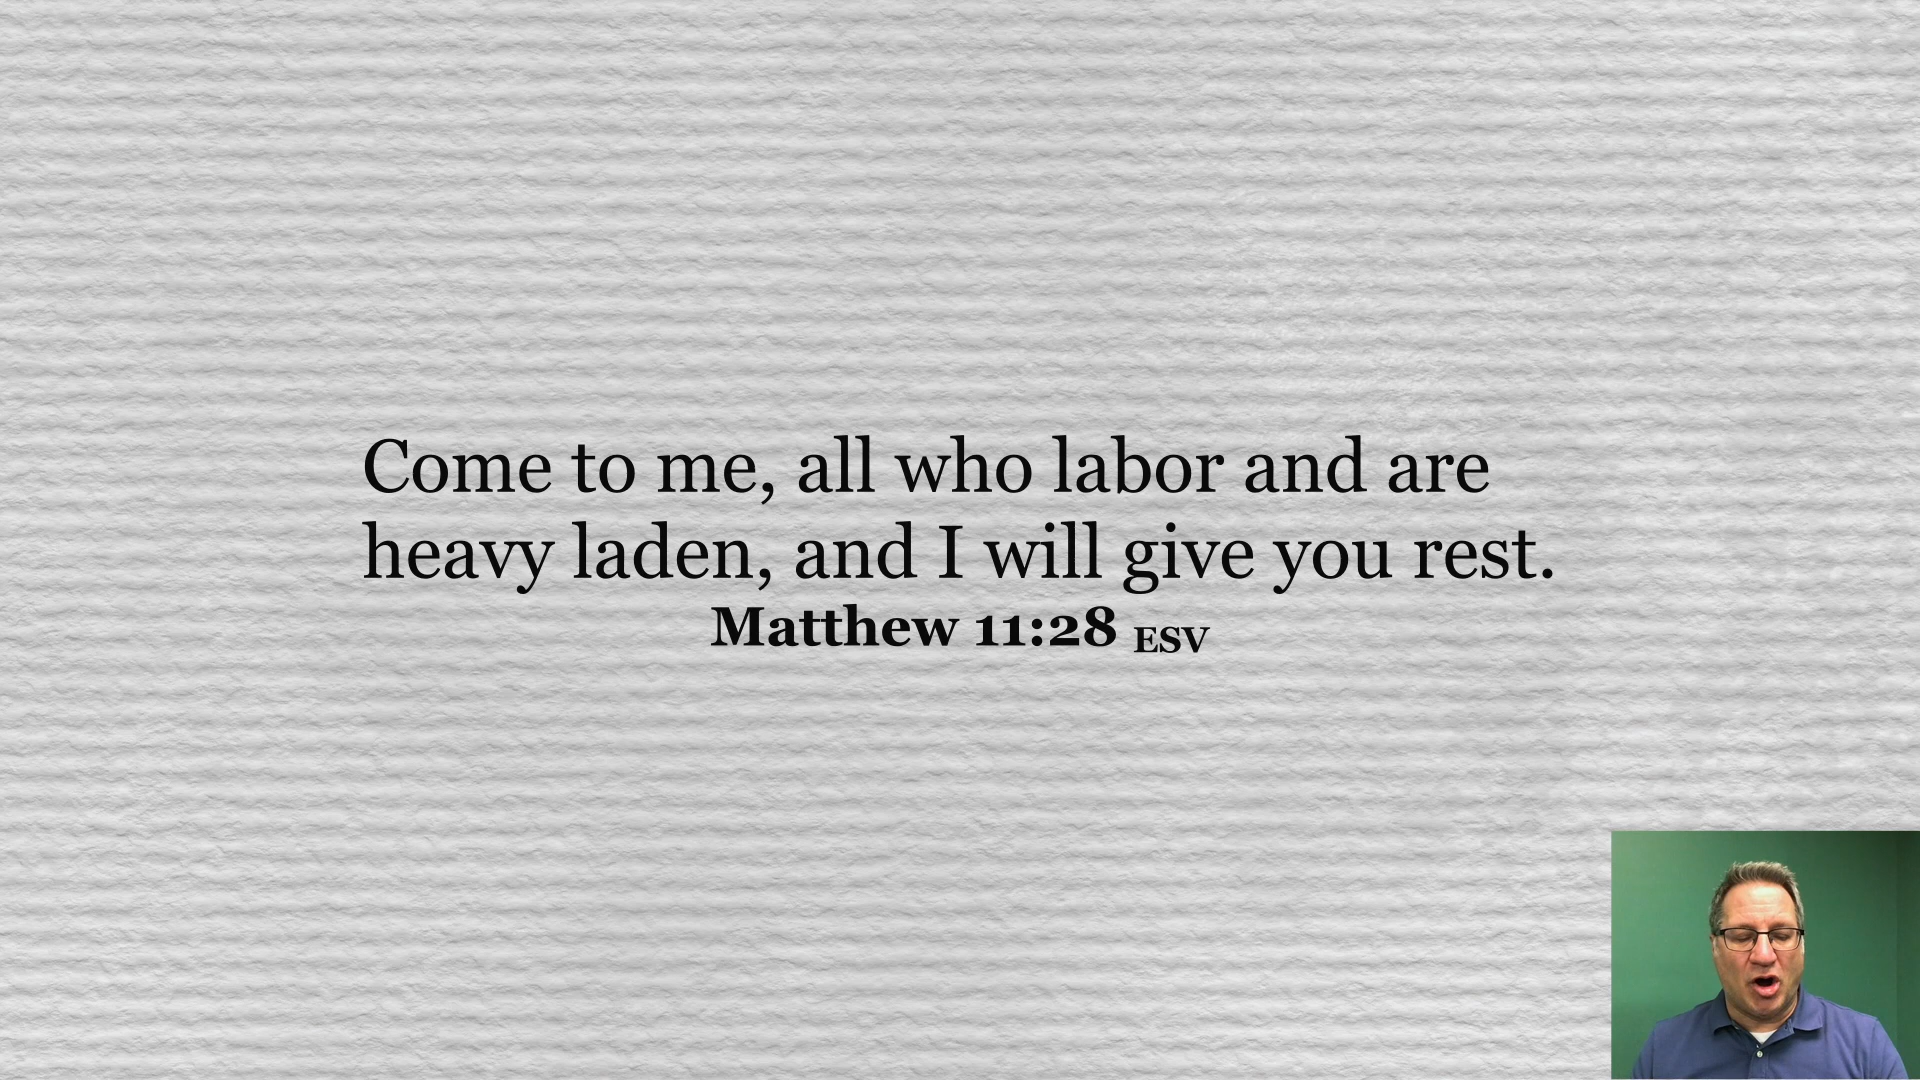 Come to me, all who labor and are
heavy laden, and I will give you rest.
Matthew 11:28 ESV